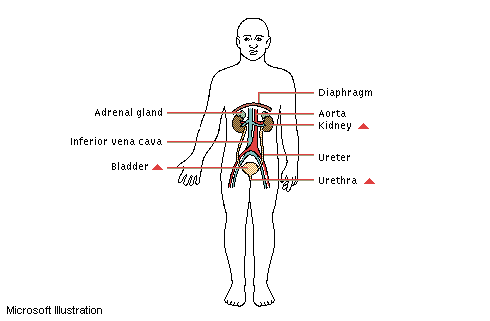 Diaphragm
Adrenal gland
Aorta
Kidney
Inferior vena cava
Ureter
Bladder
Urethra
Microsoft Illustration